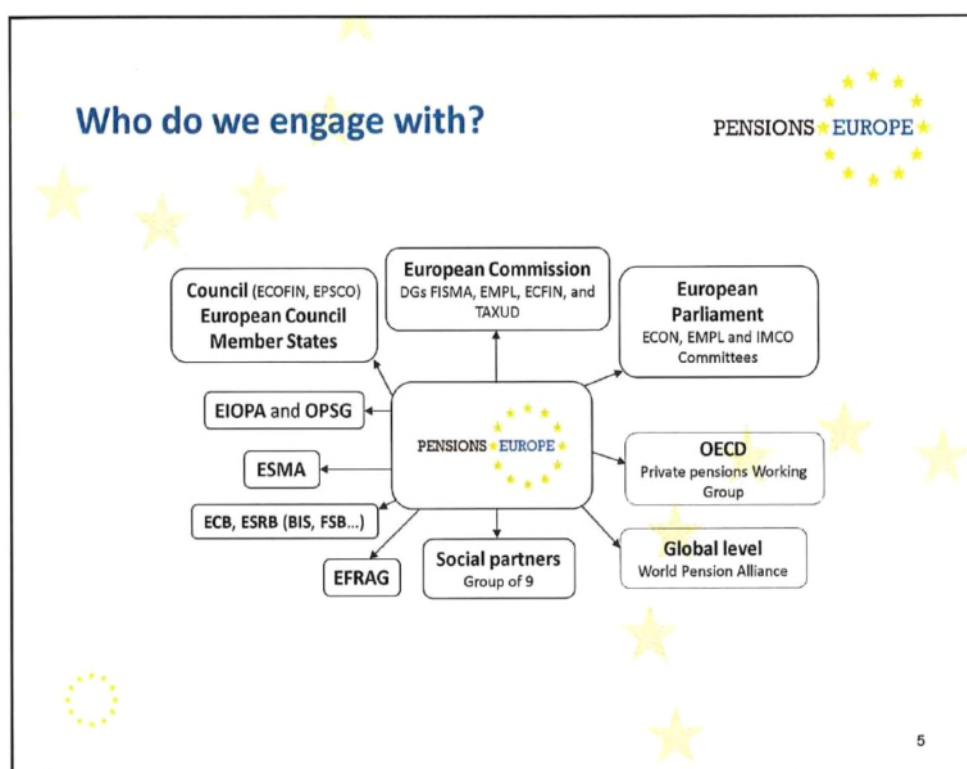 Who do we engage with?
PENSIONS EUROPE
Council (ECOFIN, EPSCO)
European Council
Member States
European Commission
DGs FISMA, EMPL, ECFIN, and
TAXUD
European
Parliament
ECON, EMPL and IMCO
Committees
EIOPA and OPSG
PENSIONS EUROPE
ESMA
OECD
Private pensions Working
Group
ECB, ESRB (BIS, FSB...)
EFRAG
Social partners
Group of 9
Global level
World Pension Alliance
5